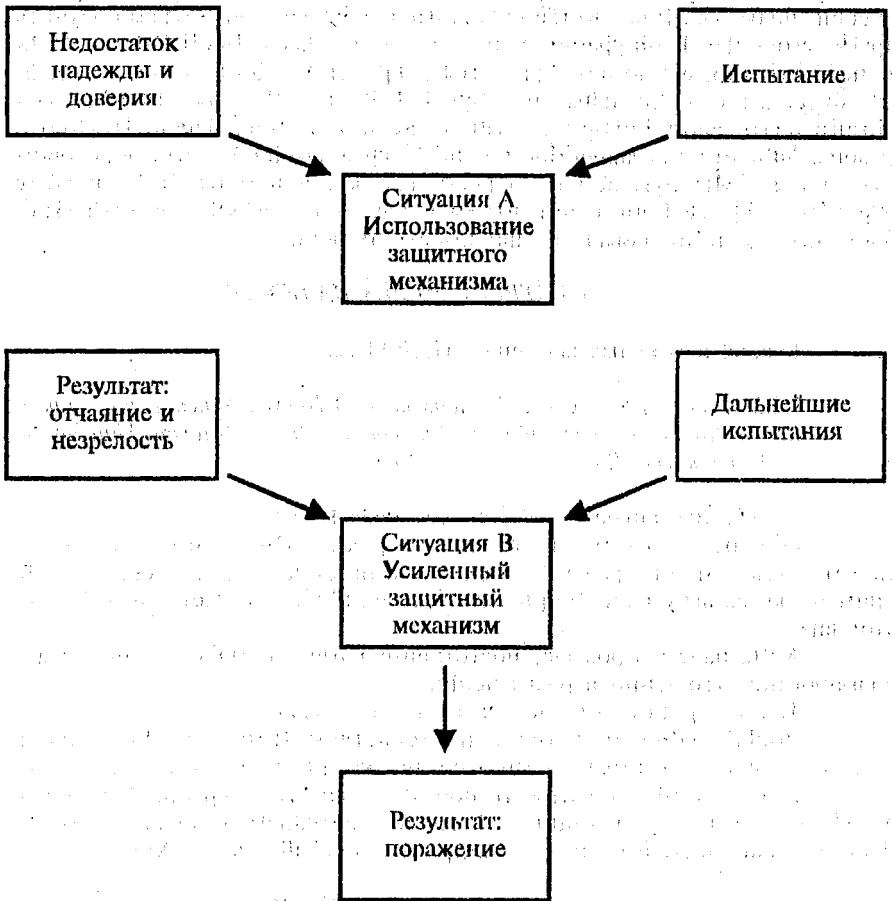 Недостаток
надежды и
доверия
Испытание
Ситуация А
Использование
защитного
механизма
Результат:
отчаяние и
незрелость
Дальнейшие
испытания
Ситуация В
Усиленный
защитный
механизм
Результат:
поражение